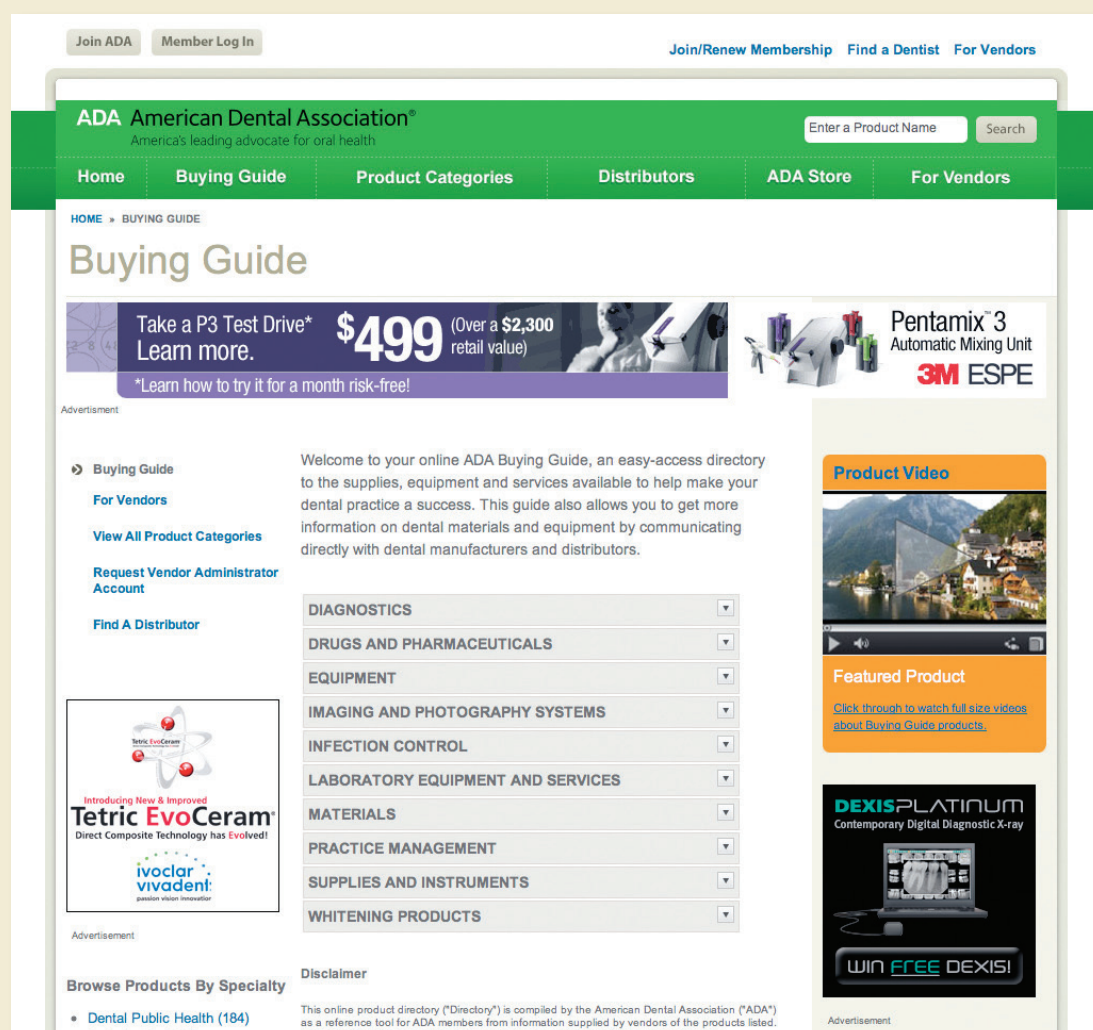 Join ADA
Member Log In
Join/Renew Membership Find a Dentist For Vendors
ADA American Dental Association®
America's leading advocate for oral health
Enter a Product Name
Search
Home Buying Guide Product Categories Distributors ADA Store For Vendors
HOME » BUYING GUIDE
Buying Guide
Take a P3 Test Drive*
Learn more.
$499
(Over a $2,300
retail value)
*Learn how to try it for a month risk-free!
Pentamix™ 3
Automatic Mixing Unit
3M ESPE
Advertisment
Buying Guide
For Vendors
View All Product Categories
Request Vendor Administrator
Account
Find A Distributor
Welcome to your online ADA Buying Guide, an easy-access directory
to the supplies, equipment and services available to help make your
dental practice a success. This guide also allows you to get more
information on dental materials and equipment by communicating
directly with dental manufacturers and distributors.
DIAGNOSTICS
DRUGS AND PHARMACEUTICALS
EQUIPMENT
IMAGING AND PHOTOGRAPHY SYSTEMS
INFECTION CONTROL
LABORATORY EQUIPMENT AND SERVICES
MATERIALS
PRACTICE MANAGEMENT
SUPPLIES AND INSTRUMENTS
WHITENING PRODUCTS
Product Video
Featured Product
Click through to watch full size videos
about Buying Guide products.
Tetric EvoCeram
Introducing New & Improved
Tetric EvoCeram®
Direct Composite Technology has Evolved!
ivoclar
vivadent:
passion vision innovation
Advertisement
DEXIS PLATINUM
Contemporary Digital Diagnostic X-ray
WIN FREE DEXIS!
Advertisement
Browse Products By Specialty
• Dental Public Health (184)
Disclaimer
This online product directory ("Directory") is compiled by the American Dental Association ("ADA")
as a reference tool for ADA members from information supplied by vendors of the products listed.